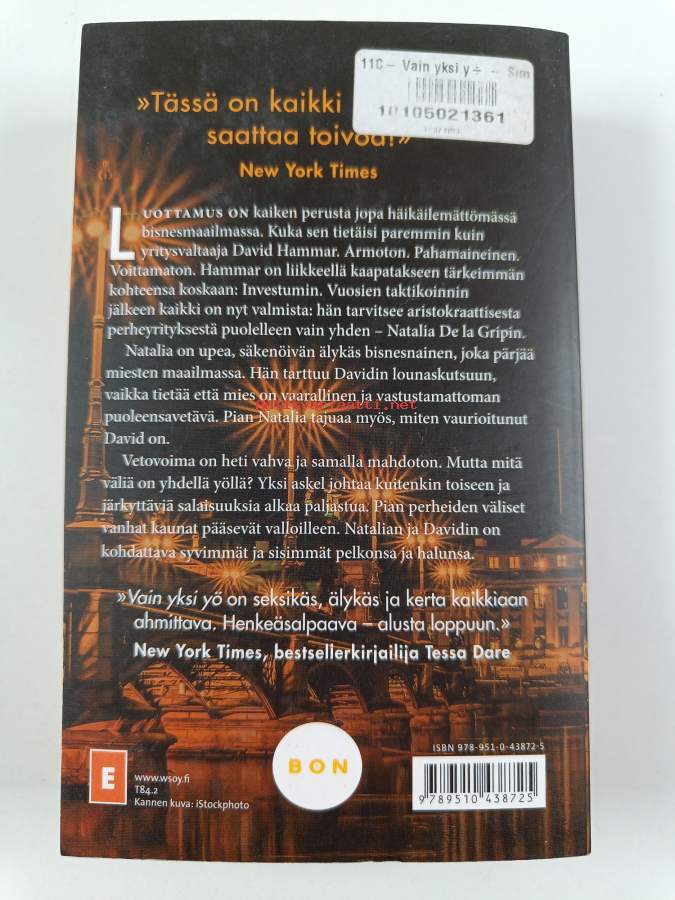 11C- Vain yksi y÷ - Sim
10105021361
»Tässä on kaikki
saattaa toivoa!»
New York Times
LUOTTAMUS ON kaiken perusta jopa häikäilemättömässä
bisnesmaailmassa. Kuka sen tietäisi paremmin kuin
yritysvaltaaja David Hammar. Armoton. Pahamaineinen.
Voittamaton. Hammar on liikkeellä kaapatakseen tärkeimmän
kohteensa koskaan: Investumin. Vuosien taktikoinnin
jälkeen kaikki on nyt valmista: hän tarvitsee aristokraattisesta
perheyrityksestä puolelleen vain yhden – Natalia De la Gripin.
Natalia on upea, säkenöivän älykäs bisnesnainen, joka pärjää
miesten maailmassa. Hän tarttuu Davidin lounaskutsuun,
vaikka tietää että mies on vaarallinen ja vastustamattoman
puoleensavetävä. Pian Natalia tajuaa myös, miten vaurioitunut
David on.
Vetovoima on heti vahva ja samalla mahdoton. Mutta mitä
väliä on yhdellä yöllä? Yksi askel johtaa kuitenkin toiseen ja
järkyttäviä salaisuuksia alkaa paljastua. Pian perheiden väliset
vanhat kaunat pääsevät valloilleen. Natalian ja Davidin on
kohdattava syvimmät ja sisimmät pelkonsa ja halunsa.
»Vain yksi yö on seksikäs, älykäs ja kerta kaikkiaan
ahmittava. Henkeäsalpaava – alusta loppuun.»
New York Times, bestsellerkirjailija Tessa Dare
BON
ISBN 978-951-0-43872-5
9789510438725
E
www.wsoy.fi
T84.2
Kannen kuva: iStockphoto